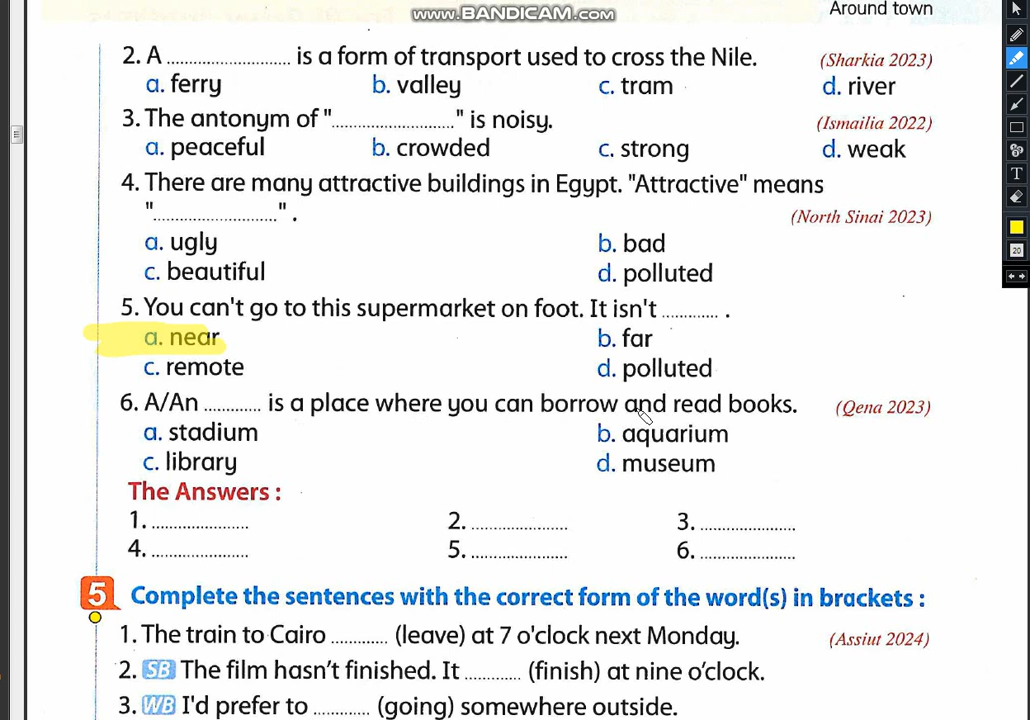 www.BANDICAM.com
Around town
2. A ............................ is a form of transport used to cross the Nile. (Sharkia 2023)
a. ferry b. valley c. tram d. river
3. The antonym of "............................" is noisy. (Ismailia 2022)
a. peaceful b. crowded c. strong d. weak
4. There are many attractive buildings in Egypt. "Attractive" means
"............................" . (North Sinai 2023)
a. ugly b. bad
c. beautiful d. polluted
5. You can't go to this supermarket on foot. It isn't ............. .
a. near b. far
c. remote d. polluted
6. A/An ............. is a place where you can borrow and read books. (Qena 2023)
a. stadium b. aquarium
c. library d. museum
The Answers :
1. ...................... 2. ...................... 3. ......................
4. ...................... 5. ...................... 6. ......................
5 Complete the sentences with the correct form of the word(s) in brackets :
1. The train to Cairo ............. (leave) at 7 o'clock next Monday. (Assiut 2024)
2. SB The film hasn't finished. It ............. (finish) at nine o'clock.
3. WB I'd prefer to ............. (going) somewhere outside.
T
20